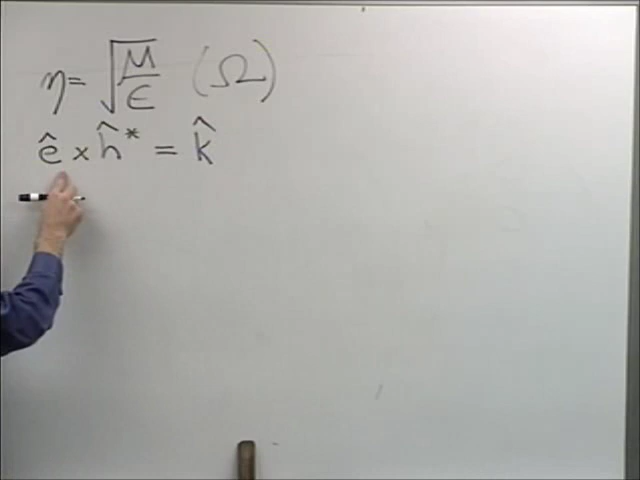 η = √(μ/ε) (Ω)
ê × ĥ* = k̂